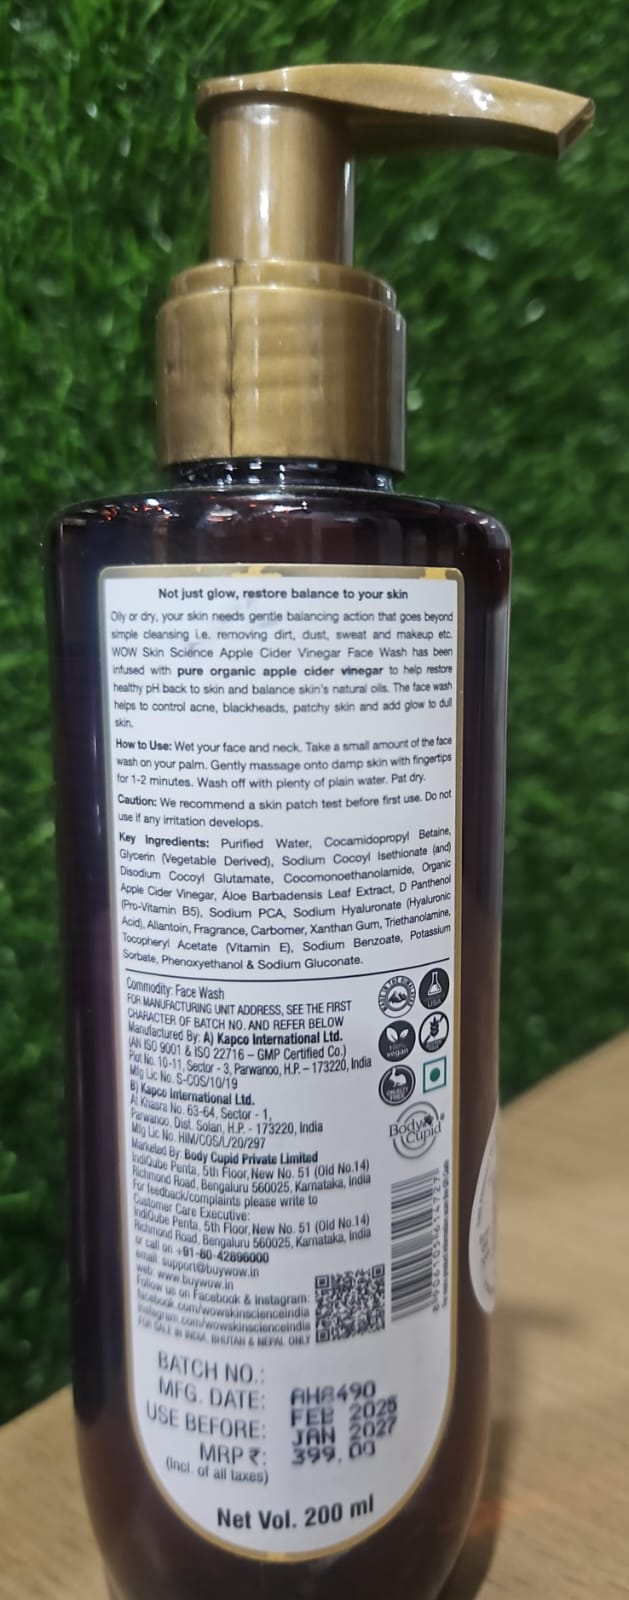 Not just glow, restore balance to your skin
Oily or dry, your skin needs gentle balancing action that goes beyond
simple cleansing i.e. removing dirt, dust, sweat and makeup etc.
WOW Skin Science Apple Cider Vinegar Face Wash has been
infused with pure organic apple cider vinegar to help restore
healthy pH back to skin and balance skin's natural oils. The face wash
helps to control acne, blackheads, patchy skin and add glow to dull
skin.
How to Use: Wet your face and neck. Take a small amount of the face
wash on your palm. Gently massage onto damp skin with fingertips
for 1-2 minutes. Wash off with plenty of plain water. Pat dry.
Caution: We recommend a skin patch test before first use. Do not
use if any irritation develops.
Key Ingredients: Purified Water, Cocamidopropyl Betaine,
Glycerin (Vegetable Derived), Sodium Cocoyl Isethionate (and)
Disodium Cocoyl Glutamate, Cocomonoethanolamide, Organic
Apple Cider Vinegar, Aloe Barbadensis Leaf Extract, D Panthenol
(Pro-Vitamin B5), Sodium PCA, Sodium Hyaluronate (Hyaluronic
Acid), Allantoin, Fragrance, Carbomer, Xanthan Gum, Triethanolamine,
Tocopheryl Acetate (Vitamin E), Sodium Benzoate, Potassium
Sorbate, Phenoxyethanol & Sodium Gluconate.
Commodity: Face Wash
FOR MANUFACTURING UNIT ADDRESS, SEE THE FIRST
CHARACTER OF BATCH NO. AND REFER BELOW
Manufactured By: A) Kapco International Ltd.
(AN ISO 9001 & ISO 22716 – GMP Certified Co.)
Plot No. 10-11, Sector - 3, Parwanoo, H.P. – 173220, India
Mfg Lic No. S-COS/10/19
B) Kapco International Ltd.
At Khasra No. 63-64, Sector - 1,
Parwanoo, Dist. Solan, H.P. - 173220, India
Mfg Lic No. HIM/COS/L/20/297
Marketed By: Body Cupid Private Limited
IndiQube Penta, 5th Floor, New No. 51 (Old No.14)
Richmond Road, Bengaluru 560025, Karnataka, India
For feedback/complaints please write to
Customer Care Executive:
IndiQube Penta, 5th Floor, New No. 51 (Old No.14)
Richmond Road, Bengaluru 560025, Karnataka, India
or call on +91-80-42896000
email: support@buywow.in
web: www.buywow.in
Follow us on Facebook & Instagram:
facebook.com/wowskinscienceindia
instagram.com/wowskinscienceindia
FOR SALE IN INDIA, BHUTAN & NEPAL ONLY
USA
100%
vegan
Body
Cupid
BATCH NO.: AH8490
MFG. DATE: FEB 2025
USE BEFORE: JAN 2027
MRP ₹: 399.00
(Incl. of all taxes)
Net Vol. 200 ml